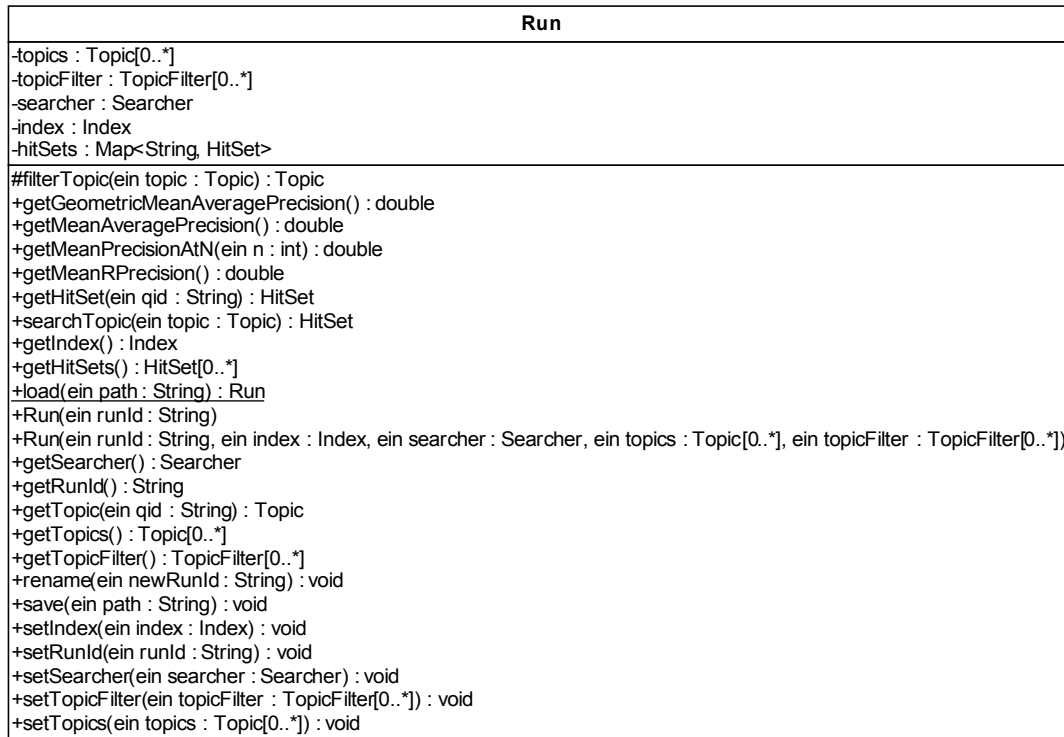 Run
-topics : Topic[0..*]
-topicFilter : TopicFilter[0..*]
-searcher : Searcher
-index : Index
-hitSets : Map<String, HitSet>
#filterTopic(ein topic : Topic) : Topic
+getGeometricMeanAveragePrecision() : double
+getMeanAveragePrecision() : double
+getMeanPrecisionAtN(ein n : int) : double
+getMeanRPrecision() : double
+getHitSet(ein qid : String) : HitSet
+searchTopic(ein topic : Topic) : HitSet
+getIndex() : Index
+getHitSets() : HitSet[0..*]
+load(ein path : String) : Run
+Run(ein runId : String)
+Run(ein runId : String, ein index : Index, ein searcher : Searcher, ein topics : Topic[0..*], ein topicFilter : TopicFilter[0..*])
+getSearcher() : Searcher
+getRunId() : String
+getTopic(ein qid : String) : Topic
+getTopics() : Topic[0..*]
+getTopicFilter() : TopicFilter[0..*]
+rename(ein newRunId : String) : void
+save(ein path : String) : void
+setIndex(ein index : Index) : void
+setRunId(ein runId : String) : void
+setSearcher(ein searcher : Searcher) : void
+setTopicFilter(ein topicFilter : TopicFilter[0..*]) : void
+setTopics(ein topics : Topic[0..*]) : void